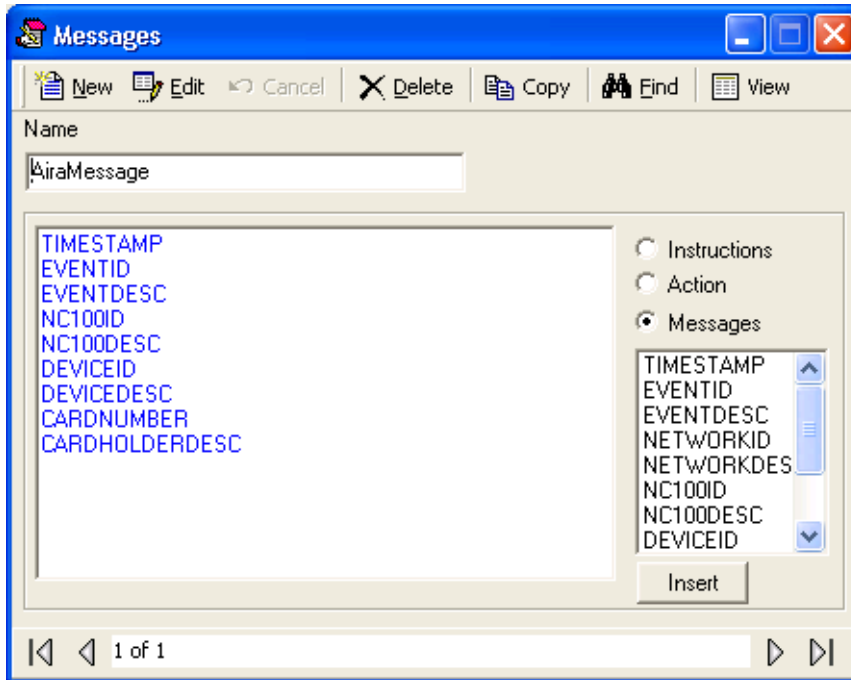 Messages
New Edit Cancel Delete Copy Find View
Name
AiraMessage
TIMESTAMP
EVENTID
EVENTDESC
NC100ID
NC100DESC
DEVICEID
DEVICEDESC
CARDNUMBER
CARDHOLDERDESC
Instructions
Action
Messages
TIMESTAMP
EVENTID
EVENTDESC
NETWORKID
NETWORKDES
NC100ID
NC100DESC
DEVICEID
Insert
1 of 1